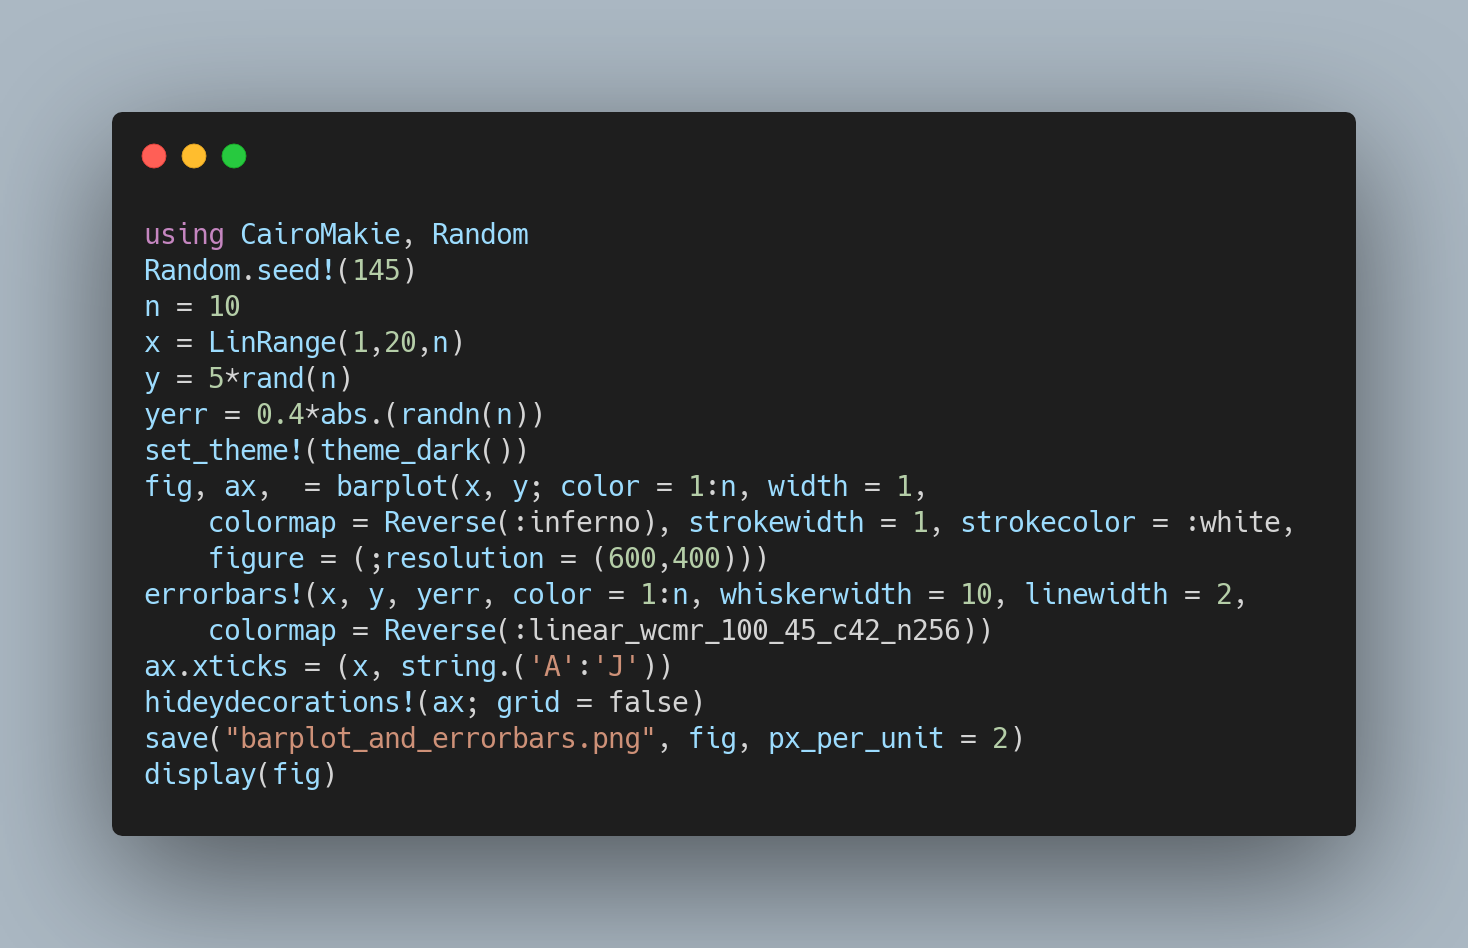 using CairoMakie, Random
Random.seed!(145)
n = 10
x = LinRange(1,20,n)
y = 5*rand(n)
yerr = 0.4*abs.(randn(n))
set_theme!(theme_dark())
fig, ax,  = barplot(x, y; color = 1:n, width = 1,
    colormap = Reverse(:inferno), strokewidth = 1, strokecolor = :white,
    figure = (;resolution = (600,400)))
errorbars!(x, y, yerr, color = 1:n, whiskerwidth = 10, linewidth = 2,
    colormap = Reverse(:linear_wcmr_100_45_c42_n256))
ax.xticks = (x, string.('A':'J'))
hideydecorations!(ax; grid = false)
save("barplot_and_errorbars.png", fig, px_per_unit = 2)
display(fig)